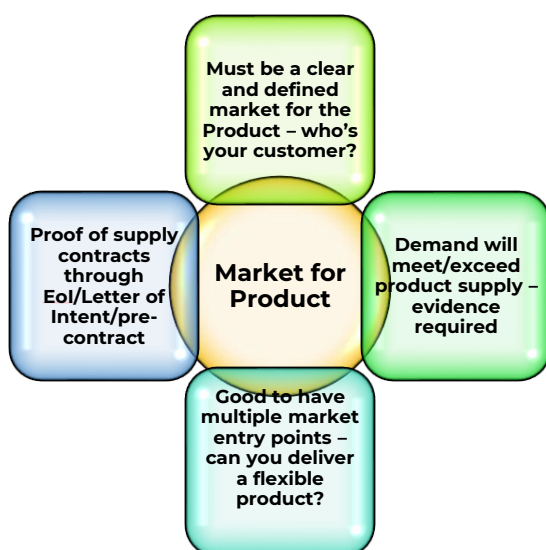 Must be a clear
and defined
market for the
Product – who's
your customer?
Proof of supply
contracts
through
EoI/Letter of
Intent/pre-
contract
Market for
Product
Demand will
meet/exceed
product supply –
evidence
required
Good to have
multiple market
entry points –
can you deliver
a flexible
product?